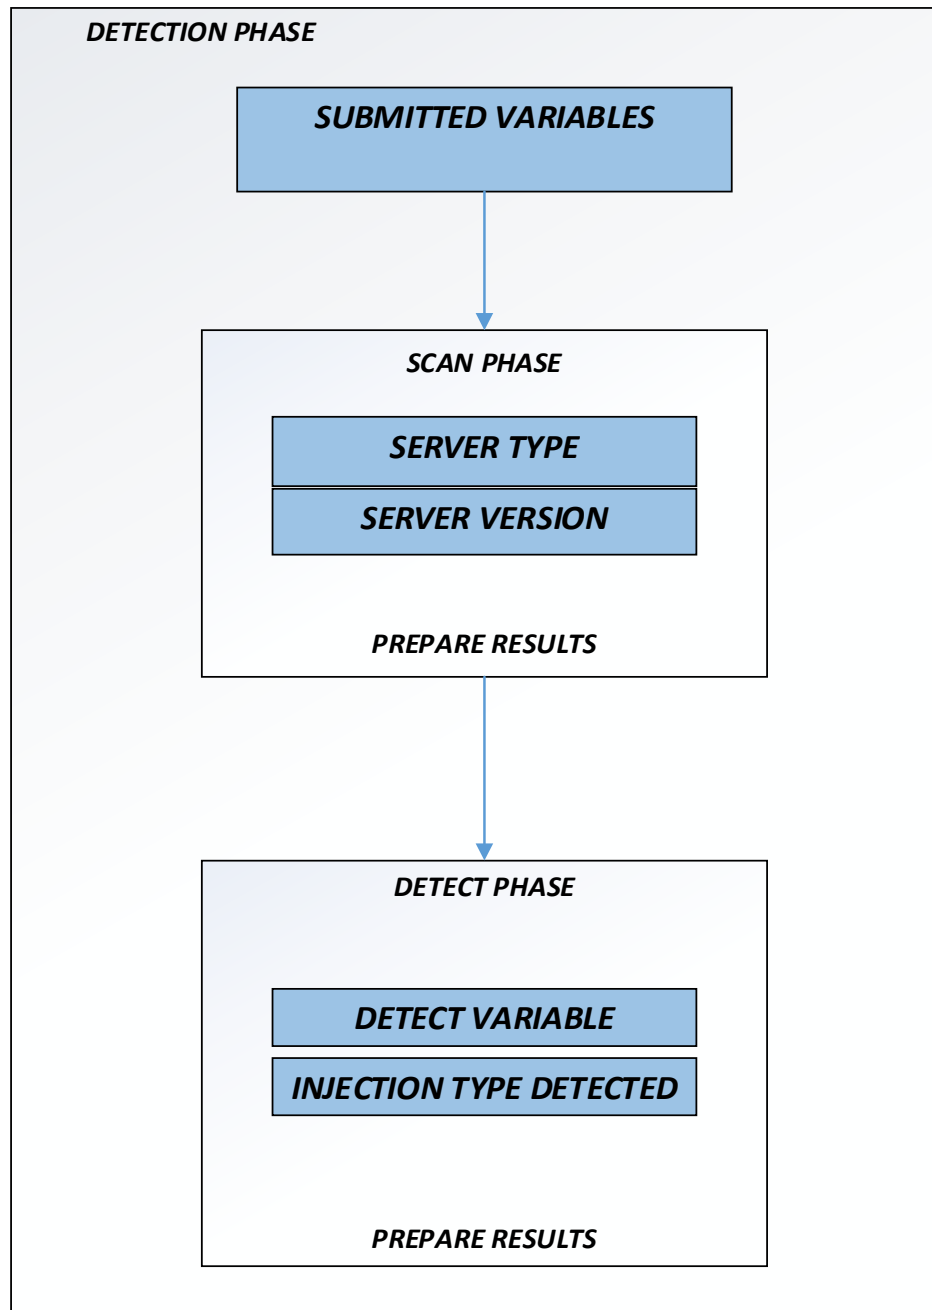 DETECTION PHASE
SUBMITTED VARIABLES
SCAN PHASE
SERVER TYPE
SERVER VERSION
PREPARE RESULTS
DETECT PHASE
DETECT VARIABLE
INJECTION TYPE DETECTED
PREPARE RESULTS